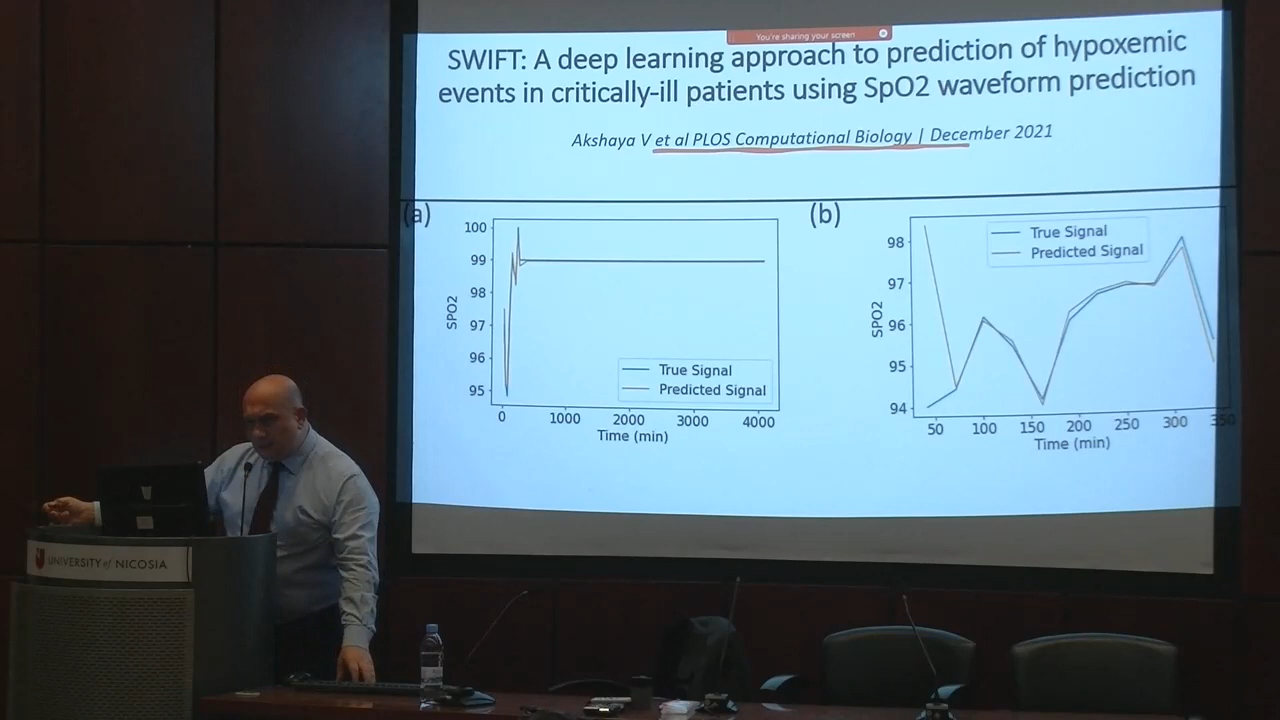 You're sharing your screen
SWIFT: A deep learning approach to prediction of hypoxemic
events in critically-ill patients using SpO2 waveform prediction
Akshaya V et al PLOS Computational Biology | December 2021
(a)
100
99
98
97
96
95
SPO2
0
1000
2000
3000
4000
Time (min)
True Signal
Predicted Signal
(b)
98
97
96
95
94
SPO2
50
100
150
200
250
300
350
Time (min)
True Signal
Predicted Signal
UNIVERSITY of NICOSIA